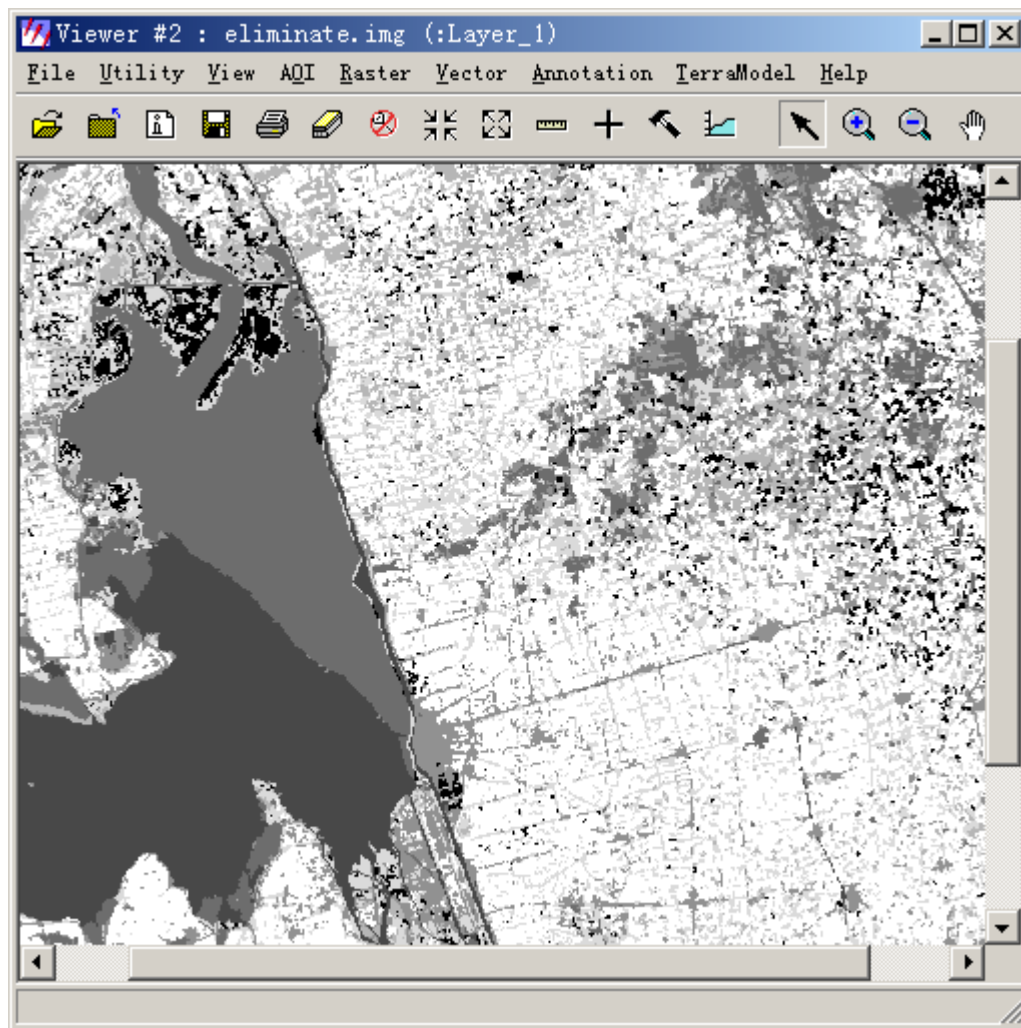 Viewer #2 : eliminate.img (:Layer_1)
File Utility View AOI Raster Vector Annotation TerraModel Help